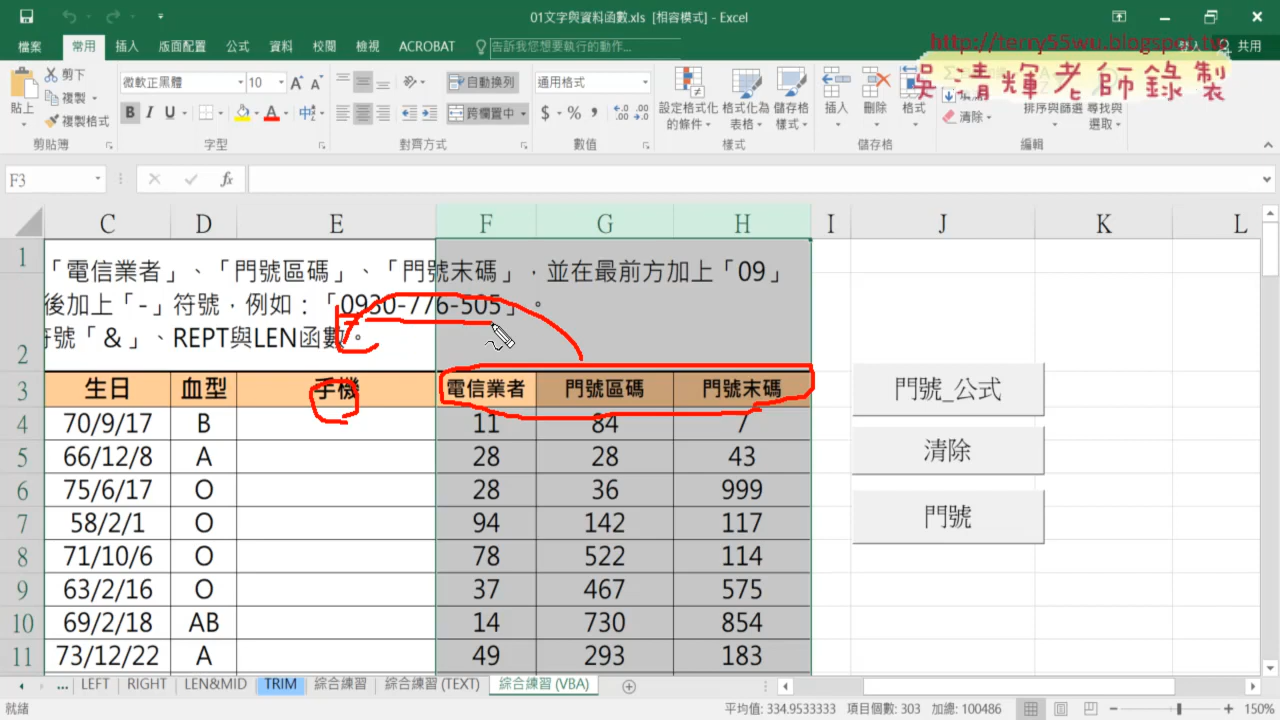 01文字與資料函數.xls [相容模式] - Excel
檔案 常用 插入 版面配置 公式 資料 校閱 檢視 ACROBAT 告訴我您想要執行的動作... 登入 共用
http://terry55wu.blogspot.tw
吳清輝老師錄製
貼上 剪下 複製 複製格式
微軟正黑體 10 A A
B I U
自動換列
跨欄置中
通用格式
$ % ,
設定格式化的條件 格式化為表格 儲存格樣式
插入 刪除 格式
清除 排序與篩選 尋找與選取
剪貼簿 字型 對齊方式 數值 樣式 儲存格 編輯
F3 fx
C D E F G H I J K L
1 「電信業者」、「門號區碼」、「門號末碼」，並在最前方加上「09」
後加上「-」符號，例如：「0930-776-505」。
2 符號「&」、REPT與LEN函數。
3 生日 血型 手機 電信業者 門號區碼 門號末碼 門號_公式
4 70/9/17 B 11 84 7
5 66/12/8 A 28 28 43 清除
6 75/6/17 O 28 36 999
7 58/2/1 O 94 142 117 門號
8 71/10/6 O 78 522 114
9 63/2/16 O 37 467 575
10 69/2/18 AB 14 730 854
11 73/12/22 A 49 293 183
... LEFT RIGHT LEN&MID TRIM 綜合練習 綜合練習 (TEXT) 綜合練習 (VBA)
就緒 平均值: 334.9533333 項目個數: 303 加總: 100486 150%